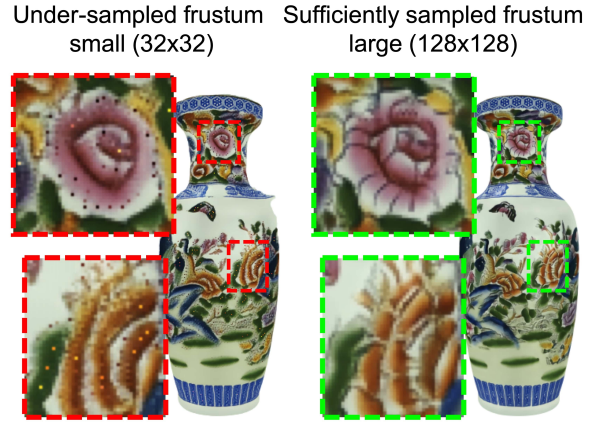 Under-sampled frustum
small (32x32)
Sufficiently sampled frustum
large (128x128)